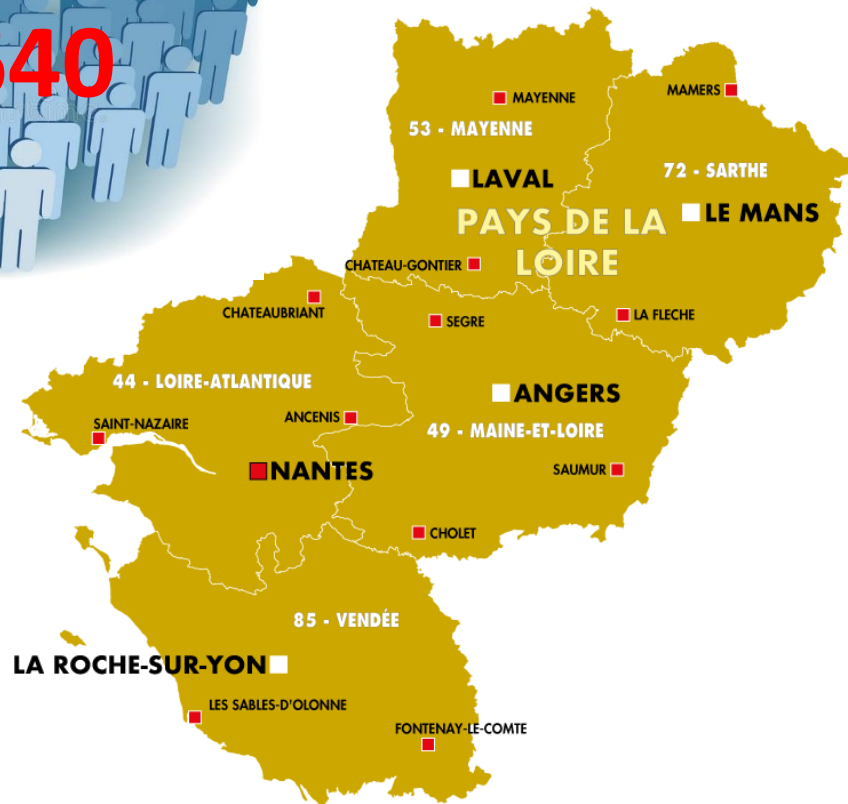 640
MAYENNE
MAMERS
53 - MAYENNE
72 - SARTHE
LAVAL
LE MANS
PAYS DE LA
LOIRE
CHATEAU-GONTIER
CHATEAUBRIANT
SEGRE
LA FLECHE
44 - LOIRE-ATLANTIQUE
ANGERS
SAINT-NAZAIRE
ANCENIS
49 - MAINE-ET-LOIRE
NANTES
SAUMUR
CHOLET
85 - VENDÉE
LA ROCHE-SUR-YON
LES SABLES-D'OLONNE
FONTENAY-LE-COMTE